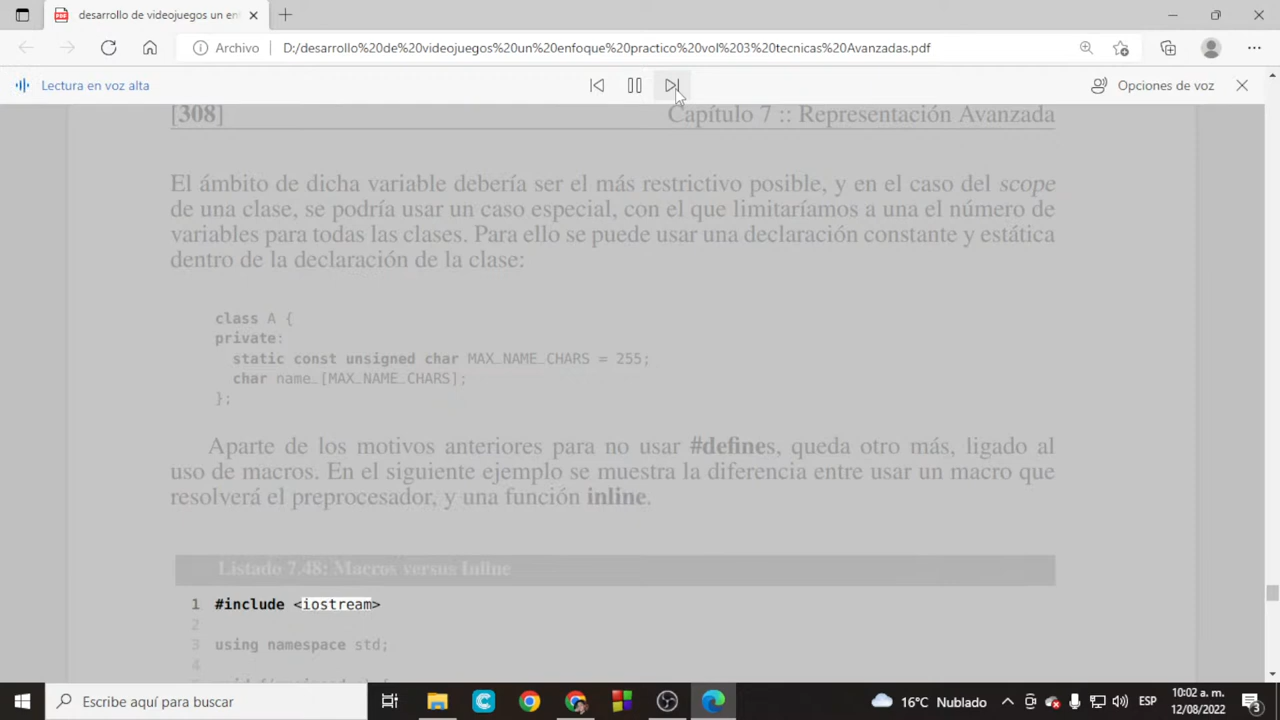 desarrollo de videojuegos un en
Archivo
D:/desarrollo%20de%20videojuegos%20un%20enfoque%20practico%20vol%203%20tecnicas%20Avanzadas.pdf
Lectura en voz alta
Opciones de voz
[308]
Capítulo 7 :: Representación Avanzada
El ámbito de dicha variable debería ser el más restrictivo posible, y en el caso del scope
de una clase, se podría usar un caso especial, con el que limitaríamos a una el número de
variables para todas las clases. Para ello se puede usar una declaración constante y estática
dentro de la declaración de la clase:
class A {
private:
static const unsigned char MAX_NAME_CHARS = 255;
char name_[MAX_NAME_CHARS];
};
Aparte de los motivos anteriores para no usar #defines, queda otro más, ligado al
uso de macros. En el siguiente ejemplo se muestra la diferencia entre usar un macro que
resolverá el preprocesador, y una función inline.
Listado 7.48: Macros versus Inline
1 #include <iostream>
2
3 using namespace std;
4
Escribe aquí para buscar
16°C Nublado
ESP
10:02 a. m.
12/08/2022
3